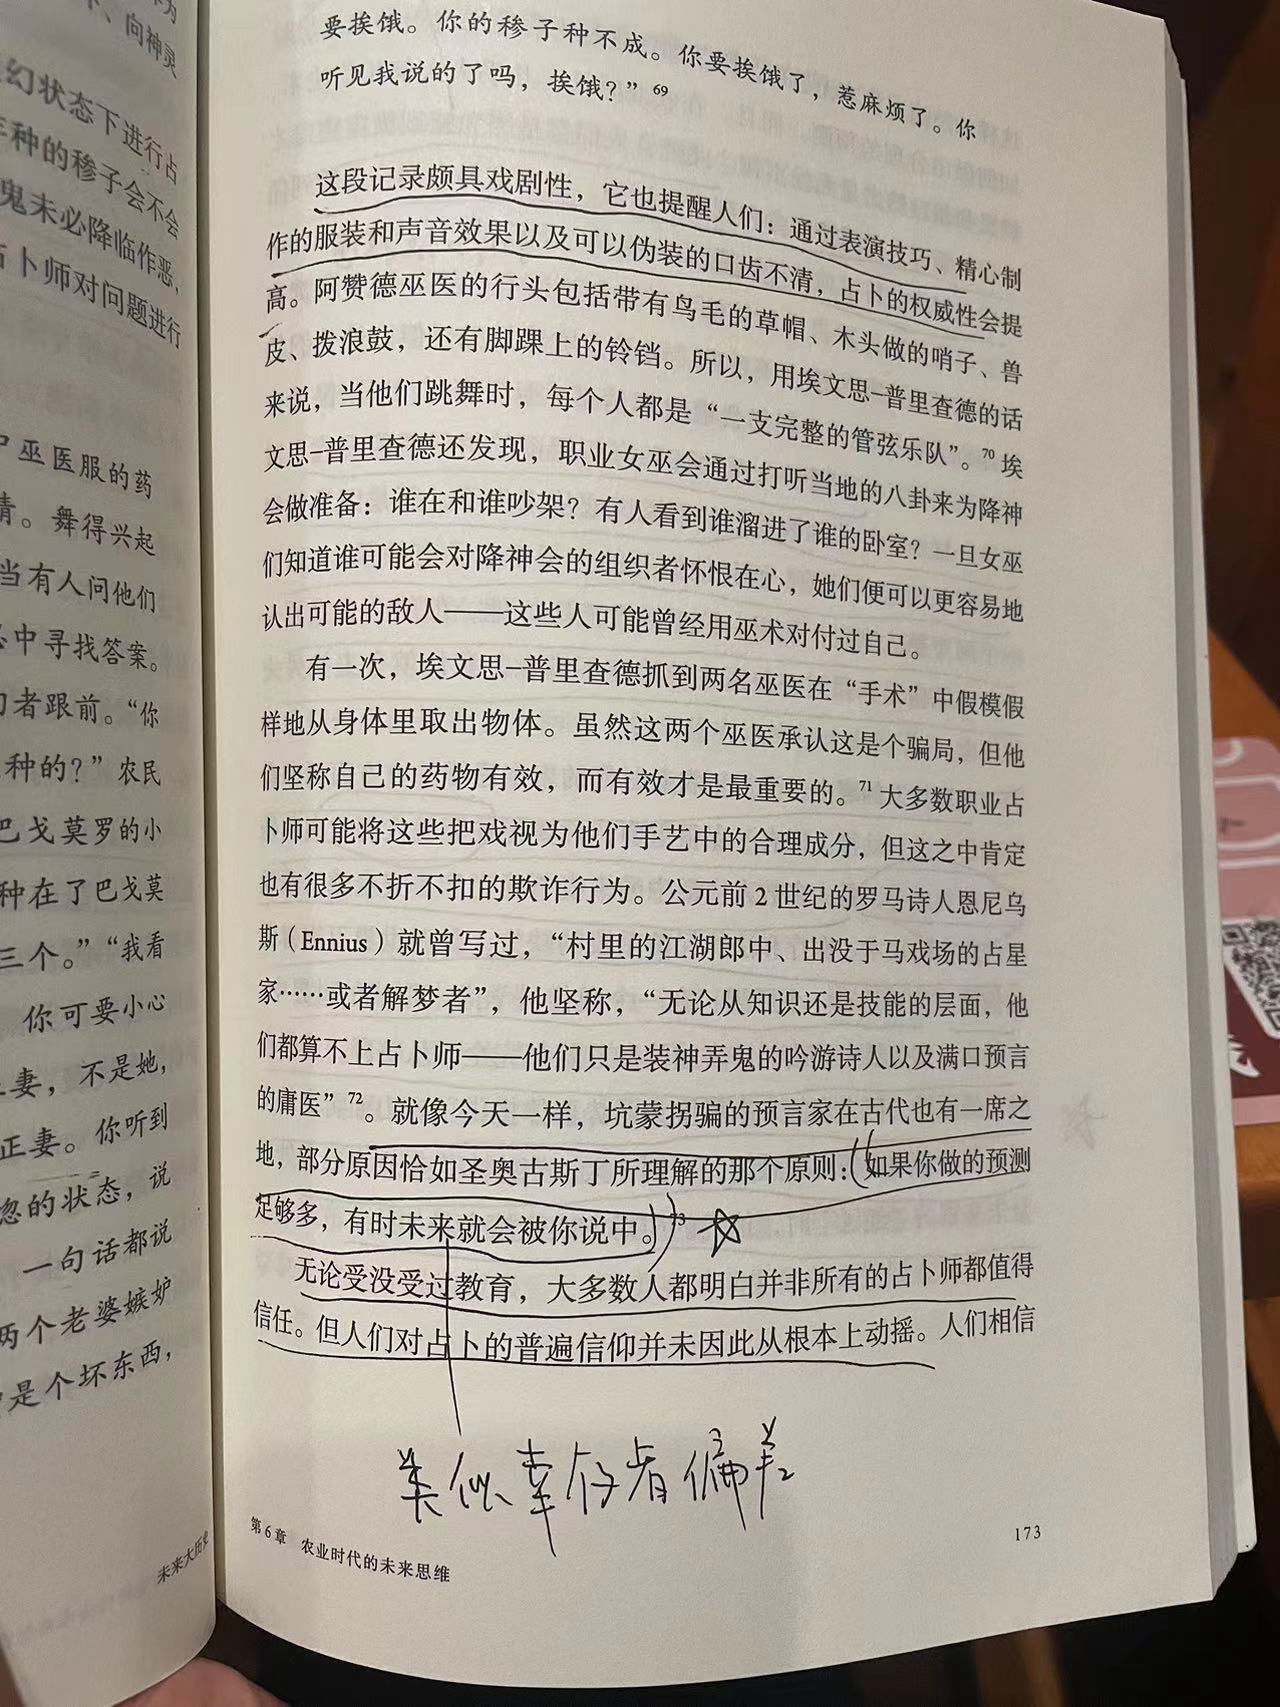 、向神灵
幻状态下进行占
种的穇子会不会
鬼未必降临作恶，
占卜师对问题进行
巫医服的药
情。舞得兴起
当有人问他们
心中寻找答案。
者跟前。“你
种的？”农民
巴戈莫罗的小
种在了巴戈莫
三个。”“我看
你可要小心
妻，不是她，
正妻。你听到
忽的状态，说
一句话都说
两个老婆嫉妒
是个坏东西，
未来大历史
要挨饿。你的穇子种不成。你要挨饿了，惹麻烦了。你
听见我说的了吗，挨饿？”69
这段记录颇具戏剧性，它也提醒人们：通过表演技巧、精心制
作的服装和声音效果以及可以伪装的口齿不清，占卜的权威性会提
高。阿赞德巫医的行头包括带有鸟毛的草帽、木头做的哨子、兽
皮、拨浪鼓，还有脚踝上的铃铛。所以，用埃文思–普里查德的话
来说，当他们跳舞时，每个人都是“一支完整的管弦乐队”。70 埃
文思–普里查德还发现，职业女巫会通过打听当地的八卦来为降神
会做准备：谁在和谁吵架？有人看到谁溜进了谁的卧室？一旦女巫
们知道谁可能会对降神会的组织者怀恨在心，她们便可以更容易地
认出可能的敌人——这些人可能曾经用巫术对付过自己。
有一次，埃文思–普里查德抓到两名巫医在“手术”中假模假
样地从身体里取出物体。虽然这两个巫医承认这是个骗局，但他
们坚称自己的药物有效，而有效才是最重要的。71 大多数职业占
卜师可能将这些把戏视为他们手艺中的合理成分，但这之中肯定
也有很多不折不扣的欺诈行为。公元前 2 世纪的罗马诗人恩尼乌
斯（Ennius）就曾写过，“村里的江湖郎中、出没于马戏场的占星
家……或者解梦者”，他坚称，“无论从知识还是技能的层面，他
们都算不上占卜师——他们只是装神弄鬼的吟游诗人以及满口预言
的庸医”72。就像今天一样，坑蒙拐骗的预言家在古代也有一席之
地，部分原因恰如圣奥古斯丁所理解的那个原则：如果你做的预测
足够多，有时未来就会被你说中。73
无论受没受过教育，大多数人都明白并非所有的占卜师都值得
信任。但人们对占卜的普遍信仰并未因此从根本上动摇。人们相信
类似幸存者偏差
第 6 章 农业时代的未来思维
173